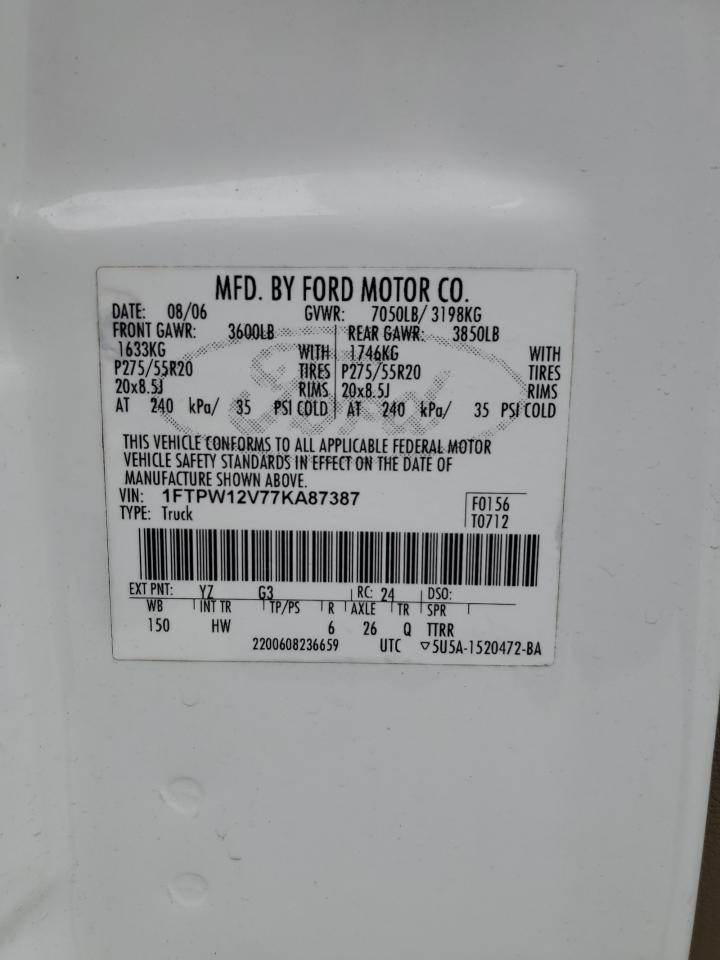 MFD. BY FORD MOTOR CO.
DATE: 08/06 GVWR: 7050LB/ 3198KG
FRONT GAWR: 3600LB REAR GAWR: 3850LB
1633KG WITH 1746KG WITH
P275/55R20 TIRES P275/55R20 TIRES
20x8.5J RIMS 20x8.5J RIMS
AT 240 kPa/ 35 PSI COLD AT 240 kPa/ 35 PSI COLD
Ford
THIS VEHICLE CONFORMS TO ALL APPLICABLE FEDERAL MOTOR
VEHICLE SAFETY STANDARDS IN EFFECT ON THE DATE OF
MANUFACTURE SHOWN ABOVE.
VIN: 1FTPW12V77KA87387 F0156
TYPE: Truck T0712
EXT PNT: YZ G3 RC: 24 DSO:
WB INT TR TP/PS R AXLE TR SPR
150 HW 6 26 Q TTRR
2200608236659 UTC ▽5U5A-1520472-BA